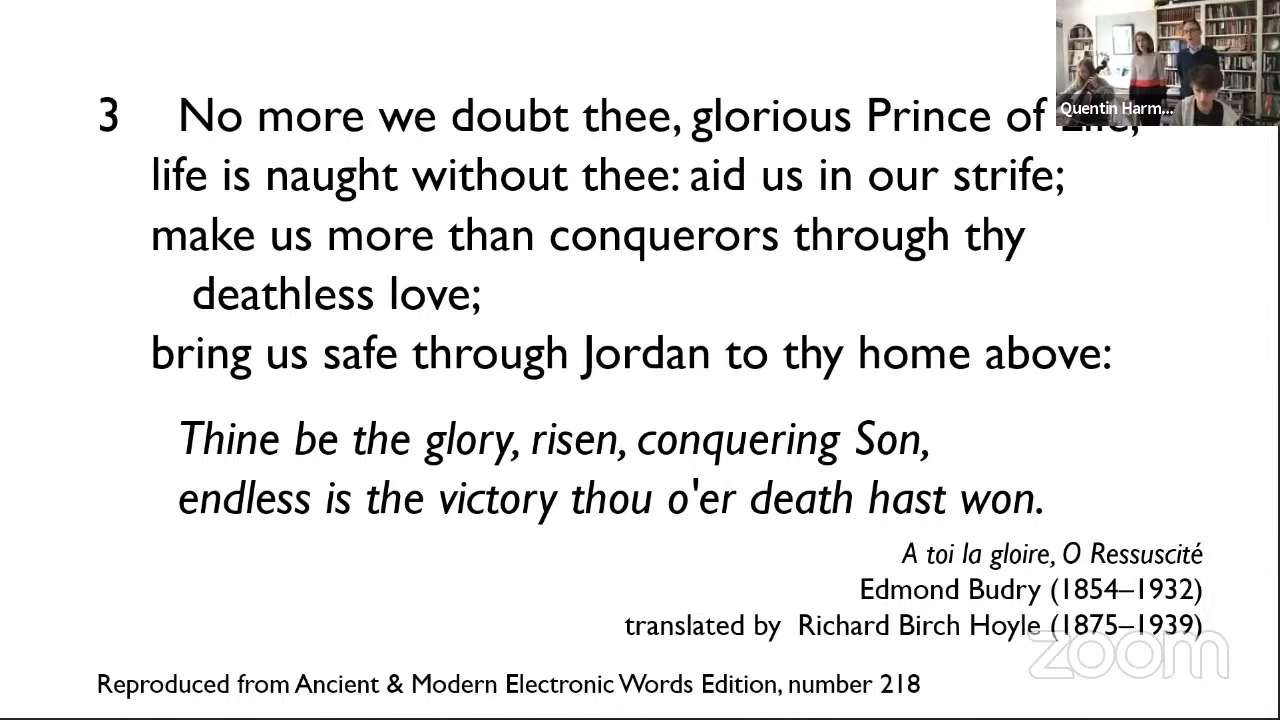 3 No more we doubt thee, glorious Prince of Life,
life is naught without thee: aid us in our strife;
make us more than conquerors through thy
deathless love;
bring us safe through Jordan to thy home above:
Thine be the glory, risen, conquering Son,
endless is the victory thou o'er death hast won.
A toi la gloire, O Ressuscité
Edmond Budry (1854–1932)
translated by Richard Birch Hoyle (1875–1939)
Reproduced from Ancient & Modern Electronic Words Edition, number 218
Quentin Harm...
zoom